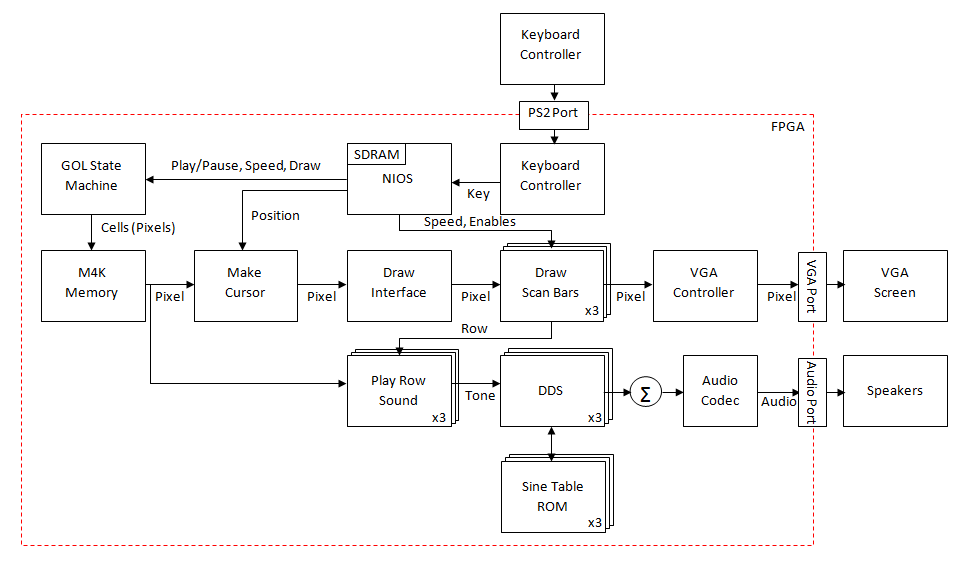 Keyboard
Controller
PS2 Port
FPGA
GOL State
Machine
Play/Pause, Speed, Draw
SDRAM
NIOS
Key
Keyboard
Controller
Position
Speed, Enables
Cells (Pixels)
M4K
Memory
Pixel
Make
Cursor
Pixel
Draw
Interface
Pixel
Draw
Scan Bars
x3
Pixel
VGA
Controller
Pixel
VGA Port
VGA
Screen
Row
Play Row
Sound
x3
Tone
DDS
x3
Σ
Audio
Codec
Audio
Audio Port
Speakers
Sine Table
ROM
x3